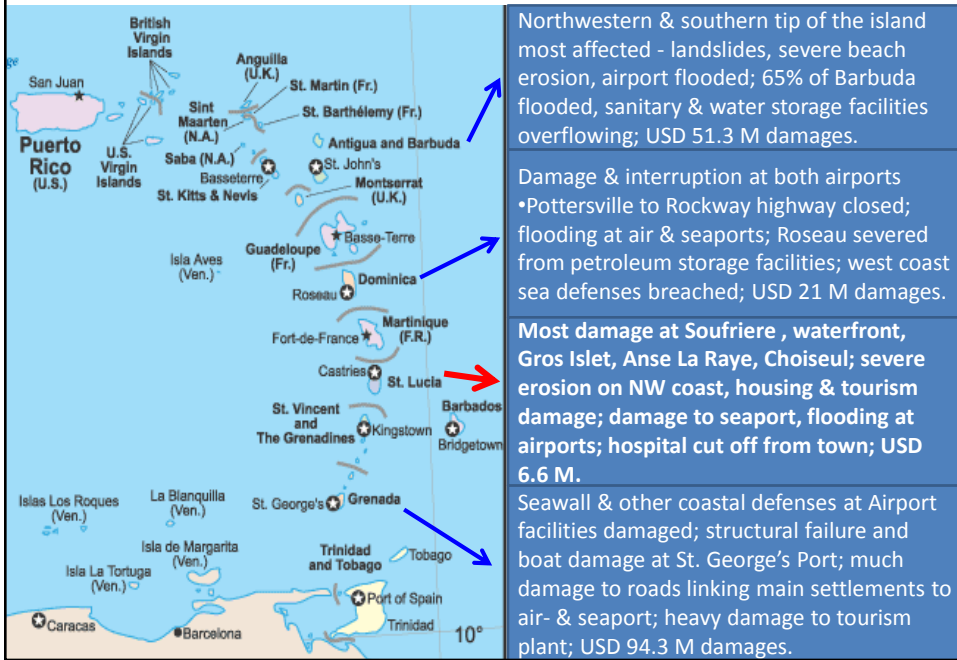 British
Virgin
Islands
ge
San Juan
Puerto
Rico
(U.S.)
U.S.
Virgin
Islands
Anguilla
(U.K.)
St. Martin (Fr.)
Sint
Maarten
(N.A.)
St. Barthélemy (Fr.)
Saba (N.A.)
Antigua and Barbuda
St. John's
Basseterre
St. Kitts & Nevis
Montserrat
(U.K.)
Guadeloupe
(Fr.)
Basse-Terre
Isla Aves
(Ven.)
Dominica
Roseau
Martinique
(F.R.)
Fort-de-France
Castries
St. Lucia
St. Vincent
and
The Grenadines
Kingstown
Barbados
Bridgetown
St. George's
Grenada
Islas Los Roques
(Ven.)
La Blanquilla
(Ven.)
Isla de Margarita
(Ven.)
Isla La Tortuga
(Ven.)
Trinidad
and Tobago
Tobago
Port of Spain
Trinidad
Caracas
Barcelona
10°
Northwestern & southern tip of the island
most affected - landslides, severe beach
erosion, airport flooded; 65% of Barbuda
flooded, sanitary & water storage facilities
overflowing; USD 51.3 M damages.
Damage & interruption at both airports
•Pottersville to Rockway highway closed;
flooding at air & seaports; Roseau severed
from petroleum storage facilities; west coast
sea defenses breached; USD 21 M damages.
Most damage at Soufriere , waterfront,
Gros Islet, Anse La Raye, Choiseul; severe
erosion on NW coast, housing & tourism
damage; damage to seaport, flooding at
airports; hospital cut off from town; USD
6.6 M.
Seawall & other coastal defenses at Airport
facilities damaged; structural failure and
boat damage at St. George's Port; much
damage to roads linking main settlements to
air- & seaport; heavy damage to tourism
plant; USD 94.3 M damages.